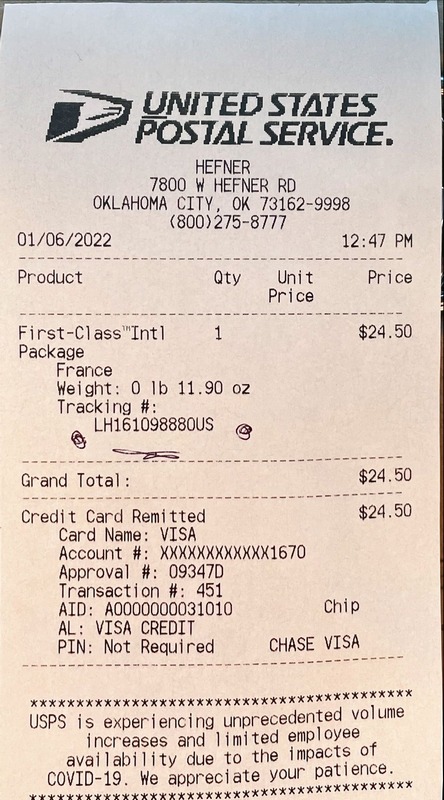 UNITED STATES
POSTAL SERVICE.
HEFNER
7800 W HEFNER RD
OKLAHOMA CITY, OK 73162-9998
(800)275-8777
01/06/2022 12:47 PM
Product Qty Unit Price
Price
First-Class™Intl 1 $24.50
Package
France
Weight: 0 lb 11.90 oz
Tracking #:
LH161098880US
Grand Total: $24.50
Credit Card Remitted $24.50
Card Name: VISA
Account #: XXXXXXXXXXXX1670
Approval #: 09347D
Transaction #: 451
AID: A0000000031010 Chip
AL: VISA CREDIT
PIN: Not Required CHASE VISA
USPS is experiencing unprecedented volume
increases and limited employee
availability due to the impacts of
COVID-19. We appreciate your patience.